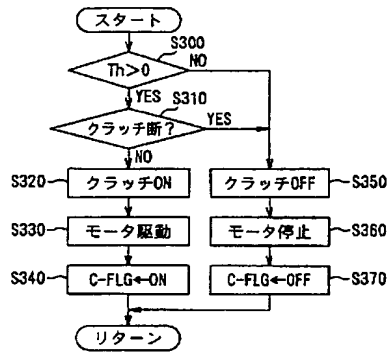 スタート
S300
Th>0
NO
YES
S310
クラッチ断?
YES
NO
S320
クラッチON
クラッチOFF
S350
S330
モータ駆動
モータ停止
S360
S340
C-FLG←ON
C-FLG←OFF
S370
リターン